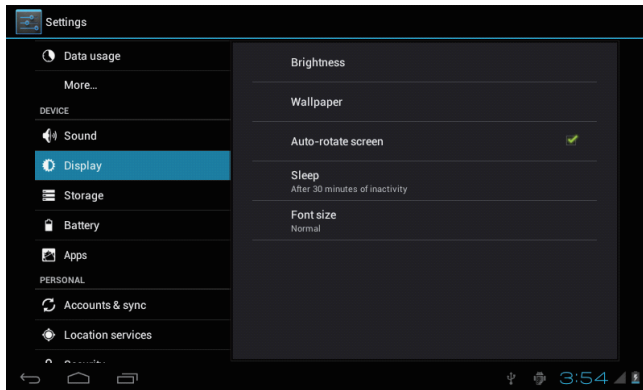 Settings
Data usage
More...
DEVICE
Sound
Display
Storage
Battery
Apps
PERSONAL
Accounts & sync
Location services
Brightness
Wallpaper
Auto-rotate screen
Sleep
After 30 minutes of inactivity
Font size
Normal
3:54